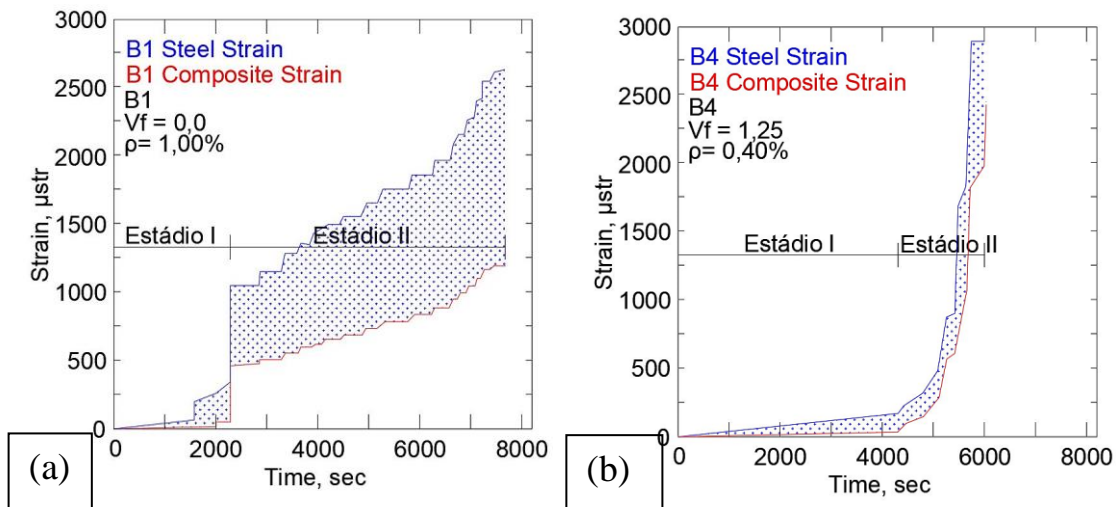 3000
2500
2000
1500
1000
500
0
Strain, µstr
B1 Steel Strain
B1 Composite Strain
B1
Vf = 0,0
ρ= 1,00%
Estádio I
Estádio II
0 2000 4000 6000 8000
Time, sec
(a)
3000
2500
2000
1500
1000
500
0
Strain, µstr
B4 Steel Strain
B4 Composite Strain
B4
Vf = 1,25
ρ= 0,40%
Estádio I
Estádio II
0 2000 4000 6000 8000
Time, sec
(b)